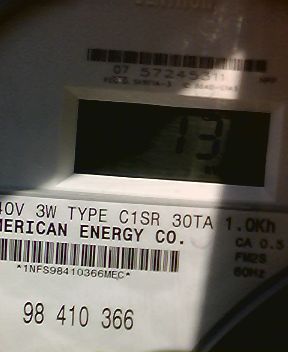 07 57245311
13
40V 3W TYPE C1SR 30TA 1.0Kh
MERICAN ENERGY CO.
CA 0.5
FM2S
60Hz
*1NFS98410366MEC*
98 410 366